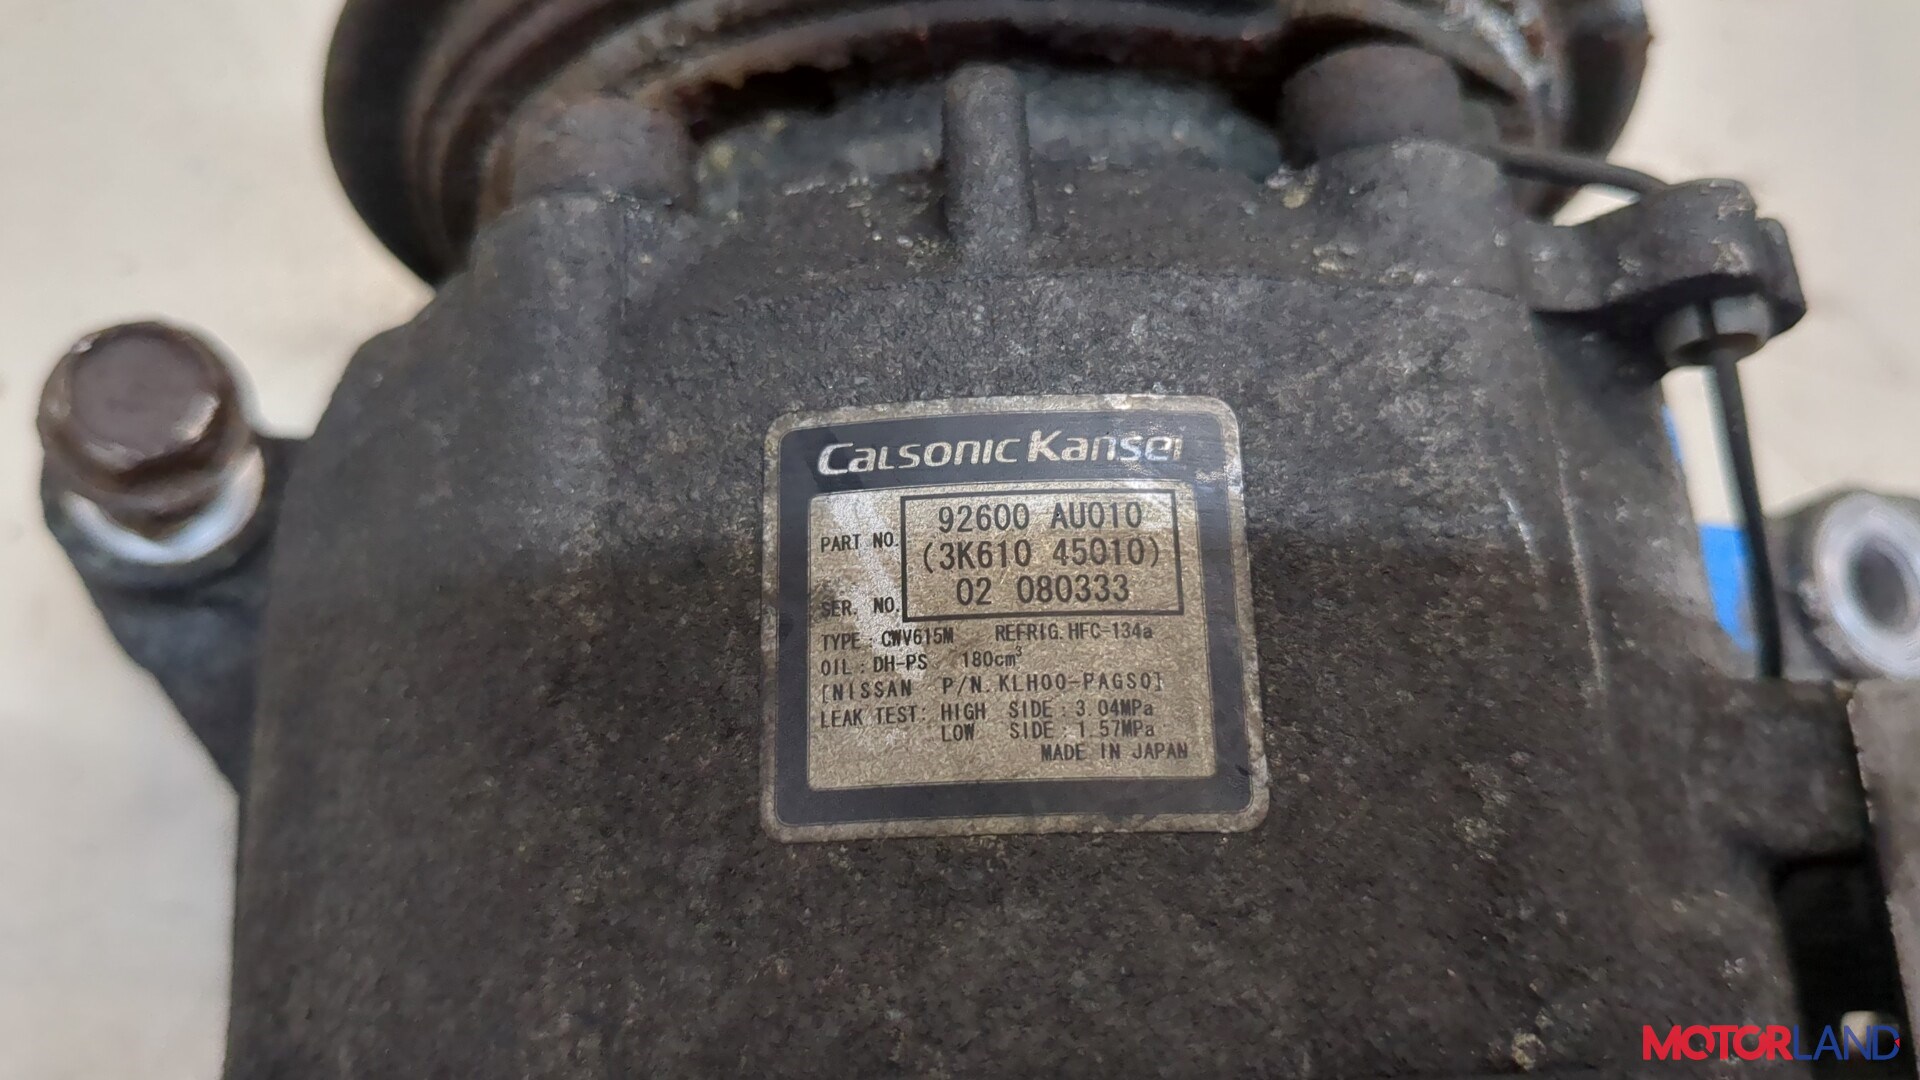 Calsonic Kansei
92600 AU010
PART NO. (3K610 45010)
SER. NO. 02 080333
TYPE: CWV615M REFRIG. HFC-134a
OIL: DH-PS 180cm³
[NISSAN P/N. KLH00-PAGS0]
LEAK TEST: HIGH SIDE: 3.04MPa
LOW SIDE: 1.57MPa
MADE IN JAPAN
MOTORLAND